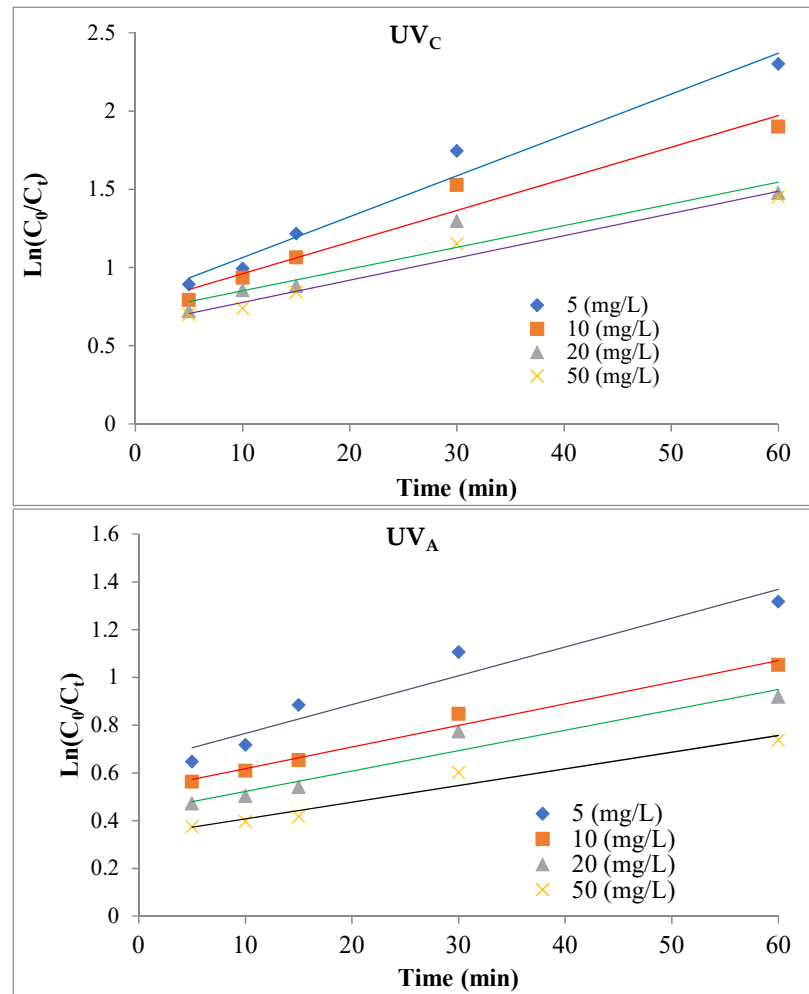 UV_C
2.5
2
1.5
1
0.5
0
Ln(C₀/Cₜ)
5 (mg/L)
10 (mg/L)
20 (mg/L)
50 (mg/L)
0 10 20 30 40 50 60
Time (min)
UV_A
1.6
1.4
1.2
1
0.8
0.6
0.4
0.2
0
Ln(C₀/Cₜ)
5 (mg/L)
10 (mg/L)
20 (mg/L)
50 (mg/L)
0 10 20 30 40 50 60
Time (min)